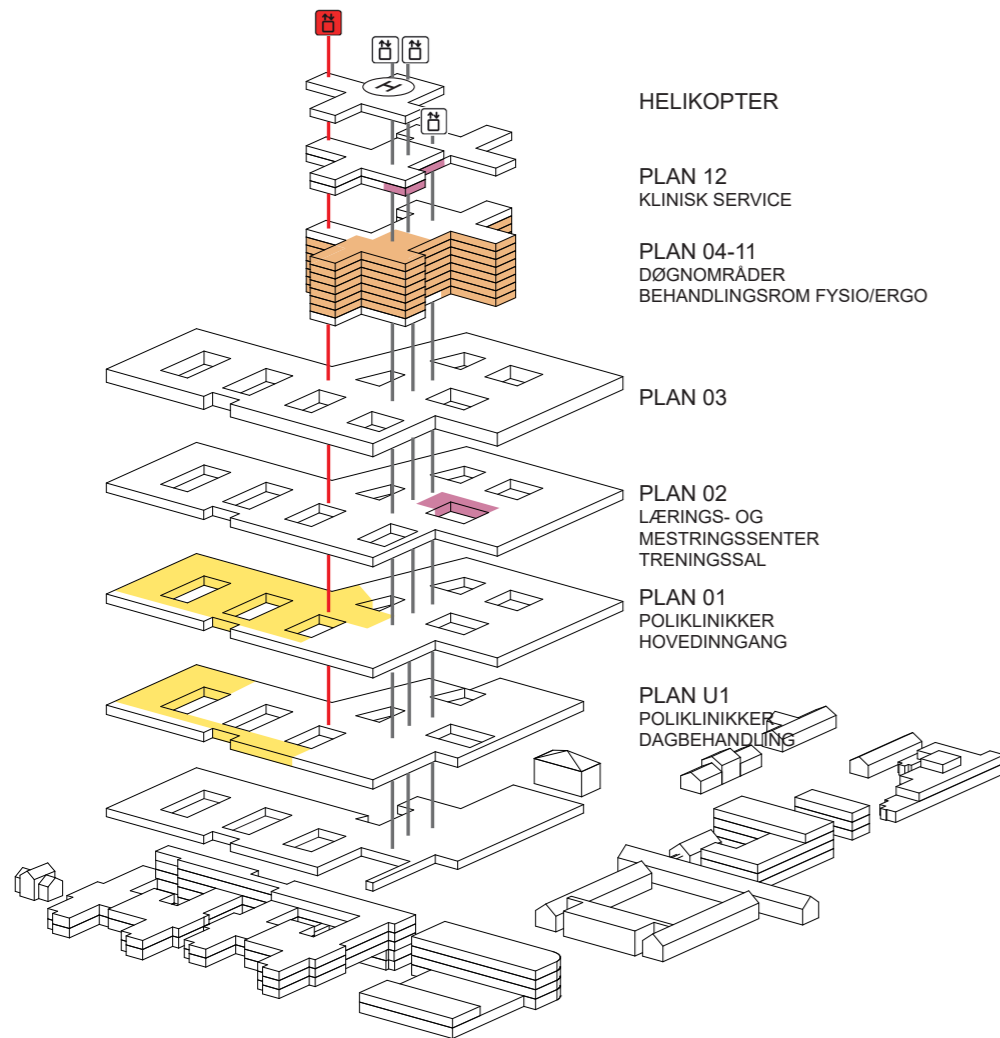 H
HELIKOPTER
PLAN 12
KLINISK SERVICE
PLAN 04-11
DØGNOMRÅDER
BEHANDLINGSROM FYSIO/ERGO
PLAN 03
PLAN 02
LÆRINGS- OG
MESTRINGSSENTER
TRENINGSSAL
PLAN 01
POLIKLINIKKER
HOVEDINNGANG
PLAN U1
POLIKLINIKKER
DAGBEHANDLING